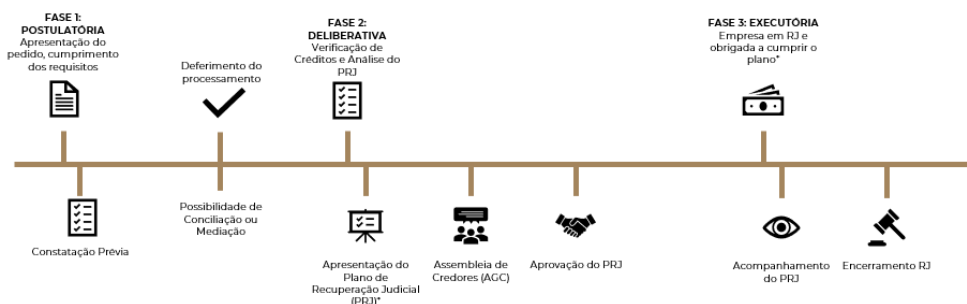 FASE 1:
POSTULATÓRIA
Apresentação do
pedido, cumprimento
dos requisitos
Deferimento do
processamento
FASE 2:
DELIBERATIVA
Verificação de
Créditos e Análise do
PRJ
FASE 3: EXECUTÓRIA
Empresa em RJ e
obrigada a cumprir o
plano*
Constatação Prévia
Possibilidade de
Conciliação ou
Mediação
Apresentação do
Plano de
Recuperação Judicial
(PRJ)*
Assembleia de
Credores (AGC)
Aprovação do PRJ
Acompanhamento
do PRJ
Encerramento RJ